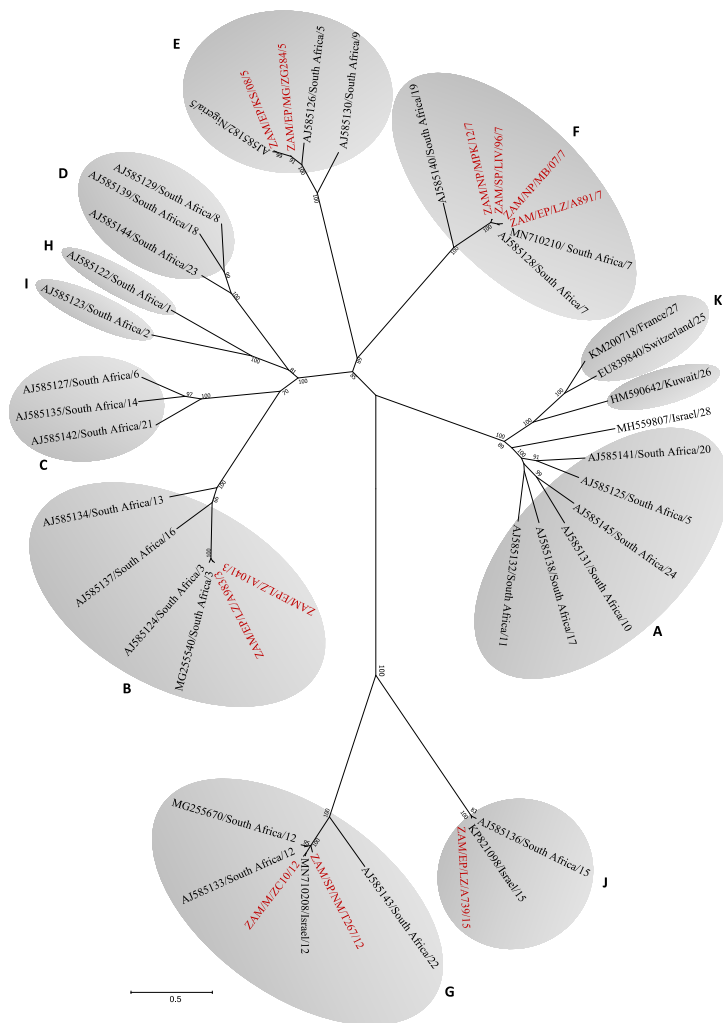 E
AJ585182/Nigeria/5
ZAM/EP/KS/08/5
ZAM/EP/MG/ZG284/5
AJ585126/South Africa/5
AJ585130/South Africa/9
F
AJ585140/South Africa/19
ZAM/NP/MPK/12/7
ZAM/SP/LIV/96/7
ZAM/NP/MB/07/7
ZAM/EP/LZ/A891/7
MN710210/ South Africa/7
AJ585128/South Africa/7
D
AJ585129/South Africa/8
AJ585139/South Africa/18
AJ585144/South Africa/23
H
AJ585122/South Africa/1
I
AJ585123/South Africa/2
K
KM200718/France/27
EU839840/Switzerland/25
HM590642/Kuwait/26
MH559807/Israel/28
AJ585141/South Africa/20
AJ585125/South Africa/5
AJ585145/South Africa/24
AJ585131/South Africa/10
AJ585138/South Africa/17
AJ585132/South Africa/11
A
AJ585127/South Africa/6
AJ585135/South Africa/14
AJ585142/South Africa/21
C
AJ585134/South Africa/13
AJ585137/South Africa/16
AJ585124/South Africa/3
MG255540/South Africa/3
ZAM/EP/LZ/A983/3
ZAM/EP/LZ/A1041/3
B
100
MG255670/South Africa/12
AJ585133/South Africa/12
ZAM/M/ZC10/12
MN710208/Israel/12
ZAM/SP/NM/T267/12
AJ585143/South Africa/22
G
AJ585136/South Africa/15
KP821098/Israel/15
ZAM/EP/LZ/A739/15
J
0.5